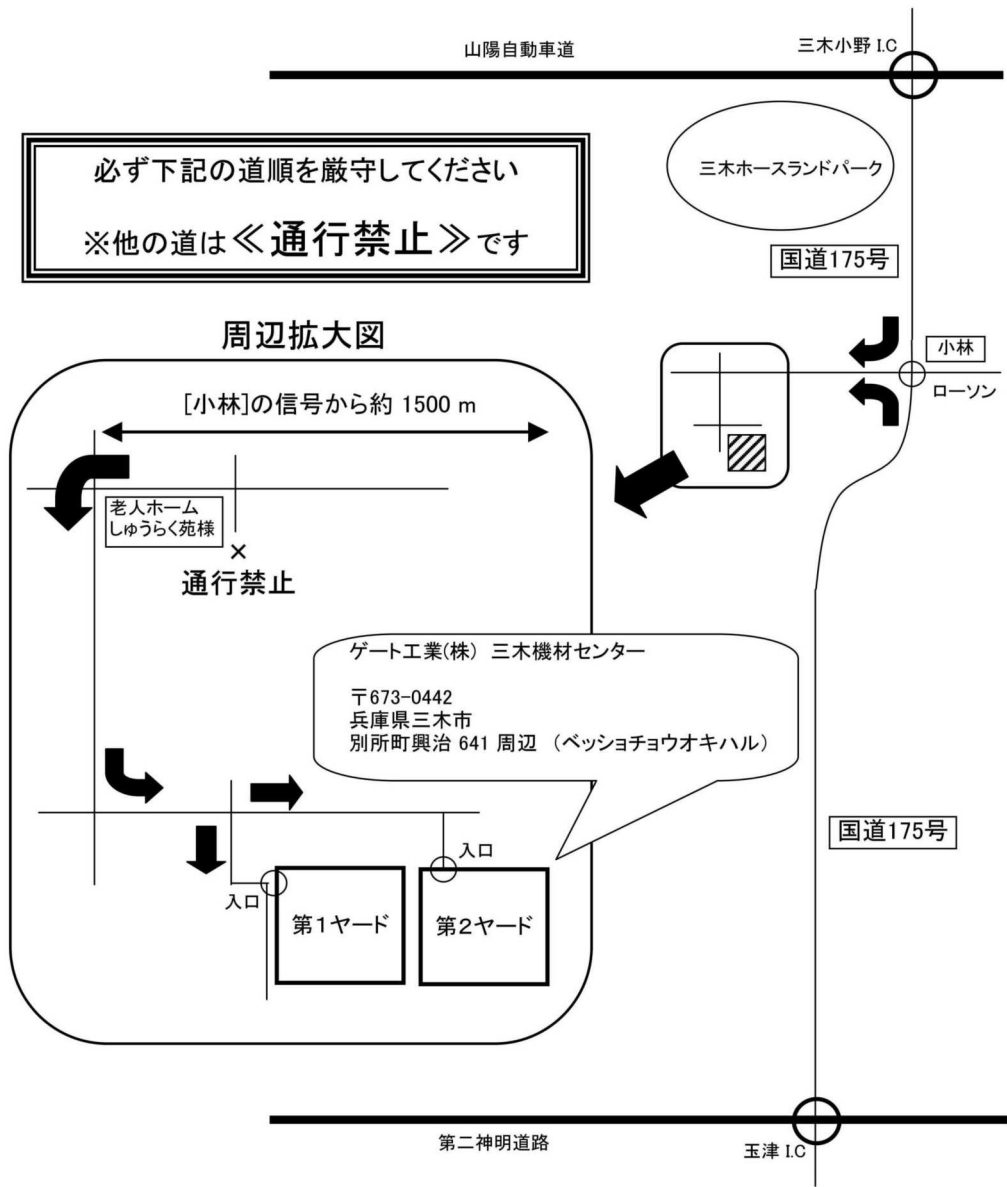 山陽自動車道
三木小野 I.C
必ず下記の道順を厳守してください
※他の道は≪通行禁止≫です
三木ホースランドパーク
国道175号
周辺拡大図
小林
ローソン
[小林]の信号から約 1500 m
老人ホーム
しゅうらく苑様
×
通行禁止
ゲート工業(株) 三木機材センター
〒673-0442
兵庫県三木市
別所町興治 641 周辺 （ベッショチョウオキハル）
国道175号
入口
入口
第１ヤード
第２ヤード
第二神明道路
玉津 I.C